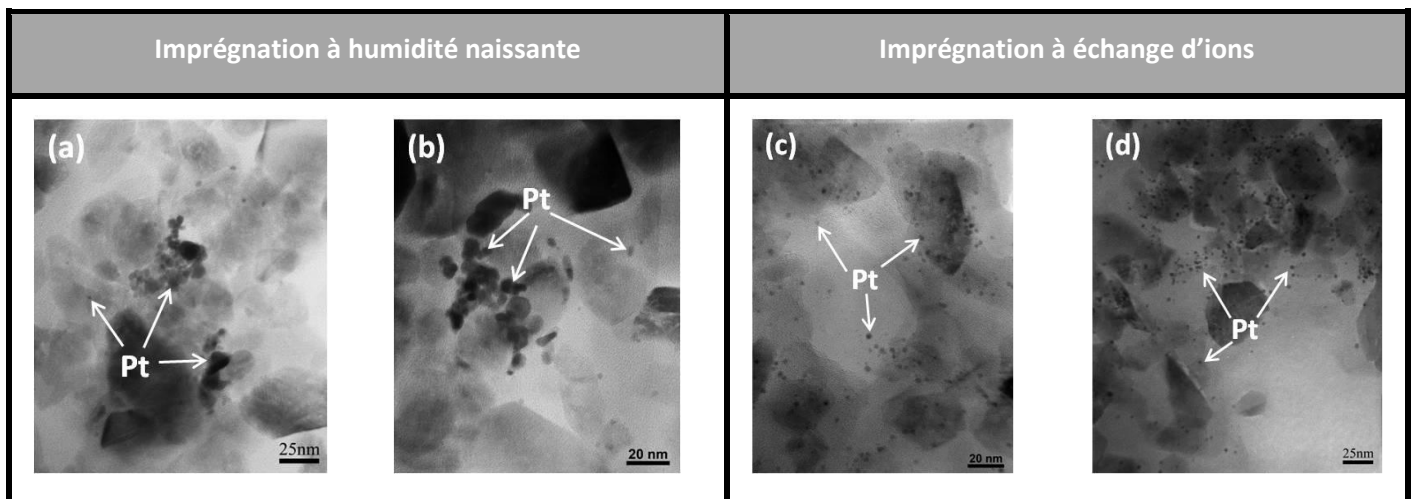 Imprégnation à humidité naissante
Imprégnation à échange d’ions
(a)
Pt
25nm
(b)
Pt
20 nm
(c)
Pt
20 nm
(d)
Pt
25nm